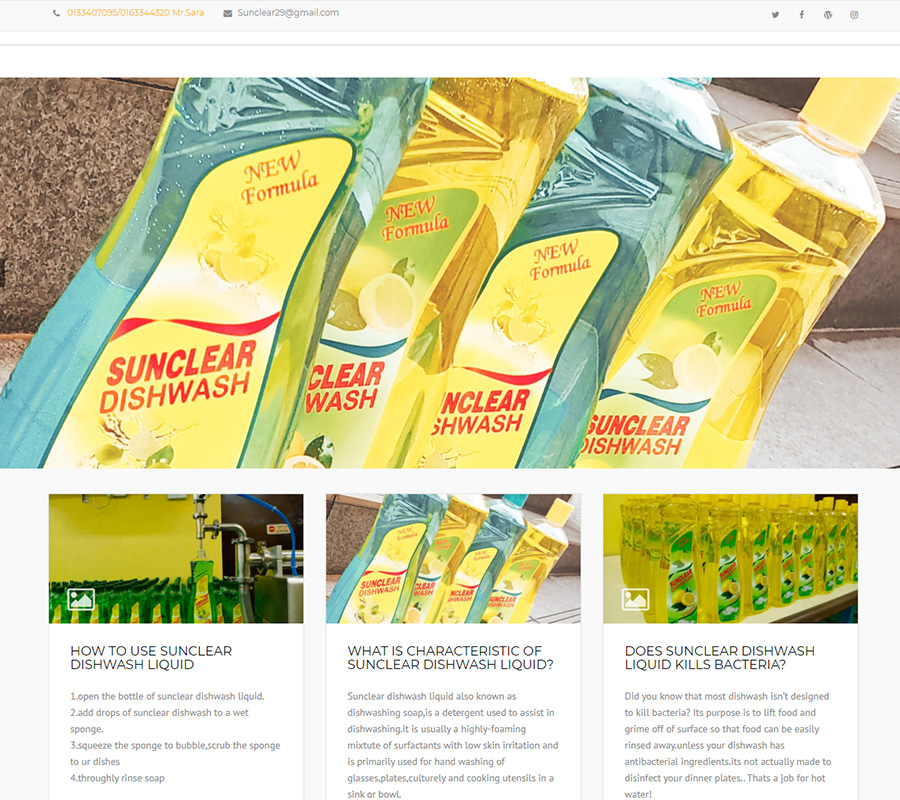 0133407095/0163344320 Mr.Sara Sunclear29@gmail.com
NEW
Formula
SUNCLEAR
DISHWASH
NEW
Formula
CLEAR
WASH
NEW
Formula
NCLEAR
SHWASH
NEW
Formula
SUNCLEAR
DISHWASH
SUNCLEAR
DISHWASH
HOW TO USE SUNCLEAR
DISHWASH LIQUID
1.open the bottle of sunclear dishwash liquid.
2.add drops of sunclear dishwash to a wet
sponge.
3.squeeze the sponge to bubble,scrub the sponge
to ur dishes
4.throughly rinse soap
WHAT IS CHARACTERISTIC OF
SUNCLEAR DISHWASH LIQUID?
Sunclear dishwash liquid also known as
dishwashing soap,is a detergent used to assist in
dishwashing.it is usually a highly-foaming
mixtute of surfactants with low skin irritation and
is primarily used for hand washing of
glasses,plates,culturely and cooking utensils in a
sink or bowl.
DOES SUNCLEAR DISHWASH
LIQUID KILLS BACTERIA?
Did you know that most dishwash isn't designed
to kill bacteria? Its purpose is to lift food and
grime off of surface so that food can be easily
rinsed away.unless your dishwash has
antibacterial ingredients.its not actually made to
disinfect your dinner plates.. Thats a job for hot
water!